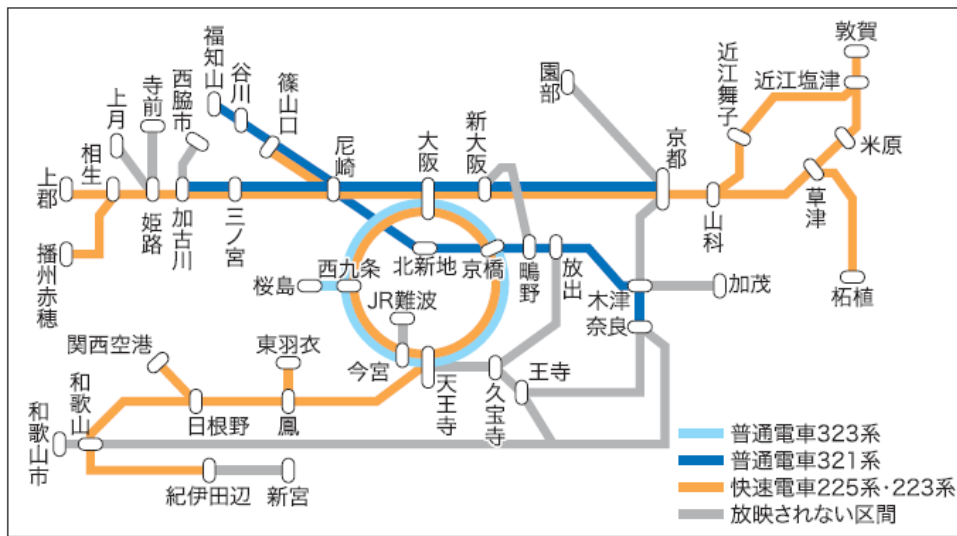 敦賀
近江塩津
近江舞子
米原
草津
柘植
山科
京都
園部
新大阪
大阪
尼崎
篠山口
谷川
福知山
西脇市
寺前
上月
相生
上郡
播州赤穂
姫路
加古川
三ノ宮
北新地
京橋
鴫野
放出
木津
奈良
加茂
桜島
西九条
JR難波
今宮
天王寺
久宝寺
王寺
関西空港
東羽衣
和歌山
和歌山市
日根野
鳳
紀伊田辺
新宮
普通電車323系
普通電車321系
快速電車225系・223系
放映されない区間